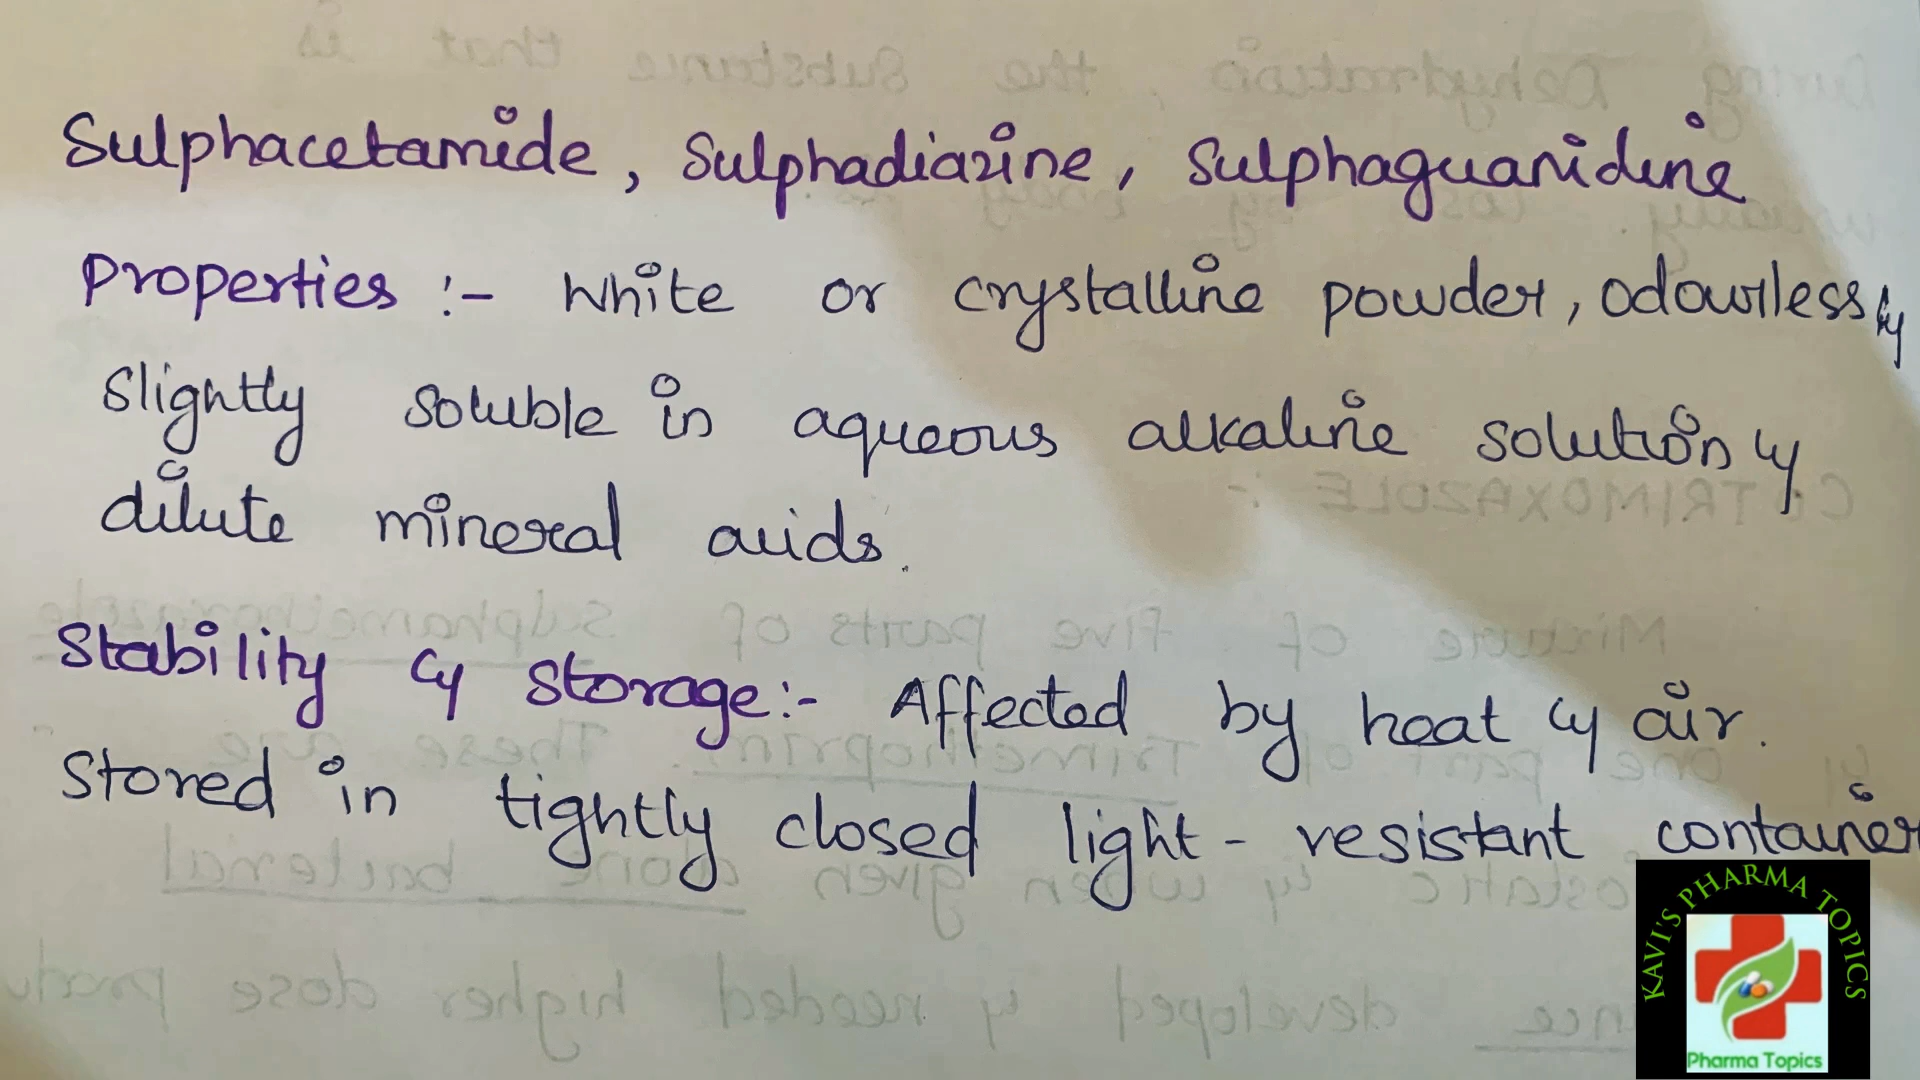 Sulphacetamide, Sulphadiazine, Sulphaguanidine
Properties :- White or crystalline powder, odourless &
slightly soluble in aqueous alkaline solution &
dilute mineral acids.
Stability & storage:- Affected by heat & air.
Stored in tightly closed light-resistant container
KAVI'S PHARMA TOPICS
Pharma Topics